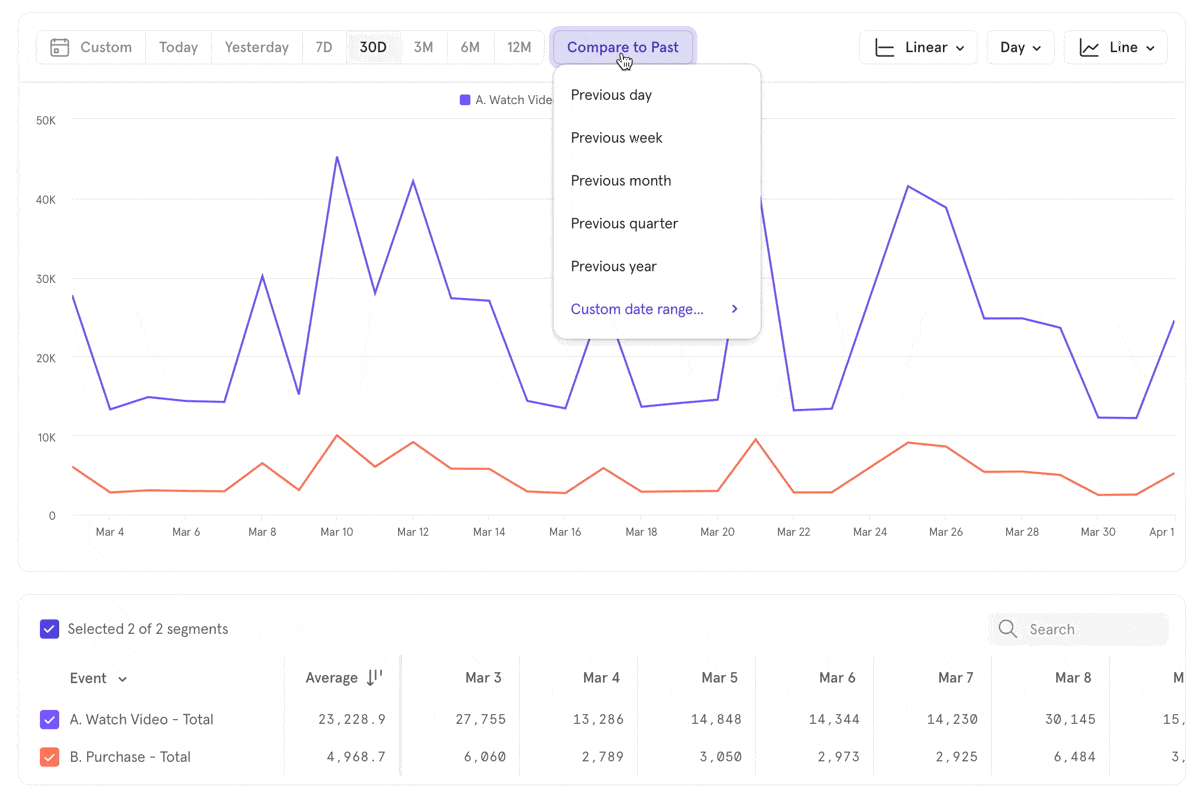 Custom Today Yesterday 7D 30D 3M 6M 12M Compare to Past Linear Day Line
A. Watch Vide
Previous day
Previous week
Previous month
Previous quarter
Previous year
Custom date range...
50K
40K
30K
20K
10K
0
Mar 4 Mar 6 Mar 8 Mar 10 Mar 12 Mar 14 Mar 16 Mar 18 Mar 20 Mar 22 Mar 24 Mar 26 Mar 28 Mar 30 Apr 1
Selected 2 of 2 segments Search
Event Average Mar 3 Mar 4 Mar 5 Mar 6 Mar 7 Mar 8 M
A. Watch Video - Total 23,228.9 27,755 13,286 14,848 14,344 14,230 30,145 15,
B. Purchase - Total 4,968.7 6,060 2,789 3,050 2,973 2,925 6,484 3,